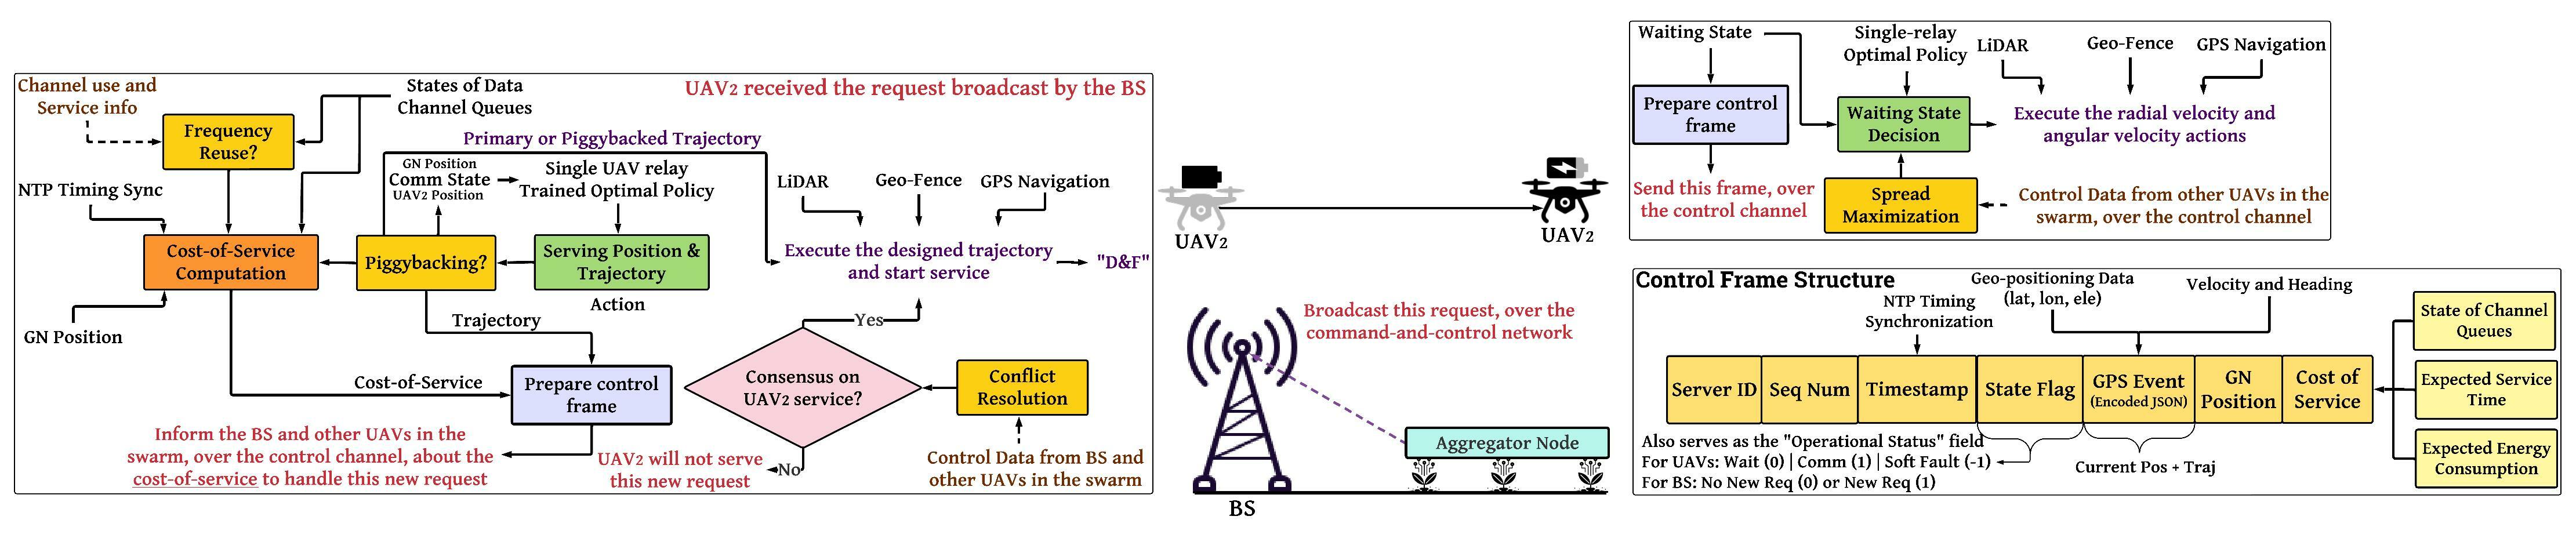 Channel use and
Service info
States of Data
Channel Queues
UAV2 received the request broadcast by the BS
Frequency
Reuse?
Primary or Piggybacked Trajectory
NTP Timing Sync
GN Position
Comm State
UAV2 Position
Single UAV relay
Trained Optimal Policy
LiDAR
Geo-Fence
GPS Navigation
Cost-of-Service
Computation
Piggybacking?
Serving Position &
Trajectory
Action
Execute the designed trajectory
and start service
"D&F"
GN Position
Trajectory
Yes
Cost-of-Service
Prepare control
frame
Consensus on
UAV2 service?
Conflict
Resolution
Inform the BS and other UAVs in the
swarm, over the control channel, about the
cost-of-service to handle this new request
UAV2 will not serve
this new request
No
Control Data from BS and
other UAVs in the swarm
UAV2
UAV2
Broadcast this request, over the
command-and-control network
Aggregator Node
BS
Waiting State
Single-relay
Optimal Policy
LiDAR
Geo-Fence
GPS Navigation
Prepare control
frame
Waiting State
Decision
Execute the radial velocity and
angular velocity actions
Send this frame, over
the control channel
Spread
Maximization
Control Data from other UAVs in the
swarm, over the control channel
Control Frame Structure
Geo-positioning Data
(lat, lon, ele)
Velocity and Heading
NTP Timing
Synchronization
State of Channel
Queues
Server ID
Seq Num
Timestamp
State Flag
GPS Event
(Encoded JSON)
GN
Position
Cost of
Service
Expected Service
Time
Also serves as the "Operational Status" field
For UAVs: Wait (0) | Comm (1) | Soft Fault (-1)
For BS: No New Req (0) or New Req (1)
Current Pos + Traj
Expected Energy
Consumption